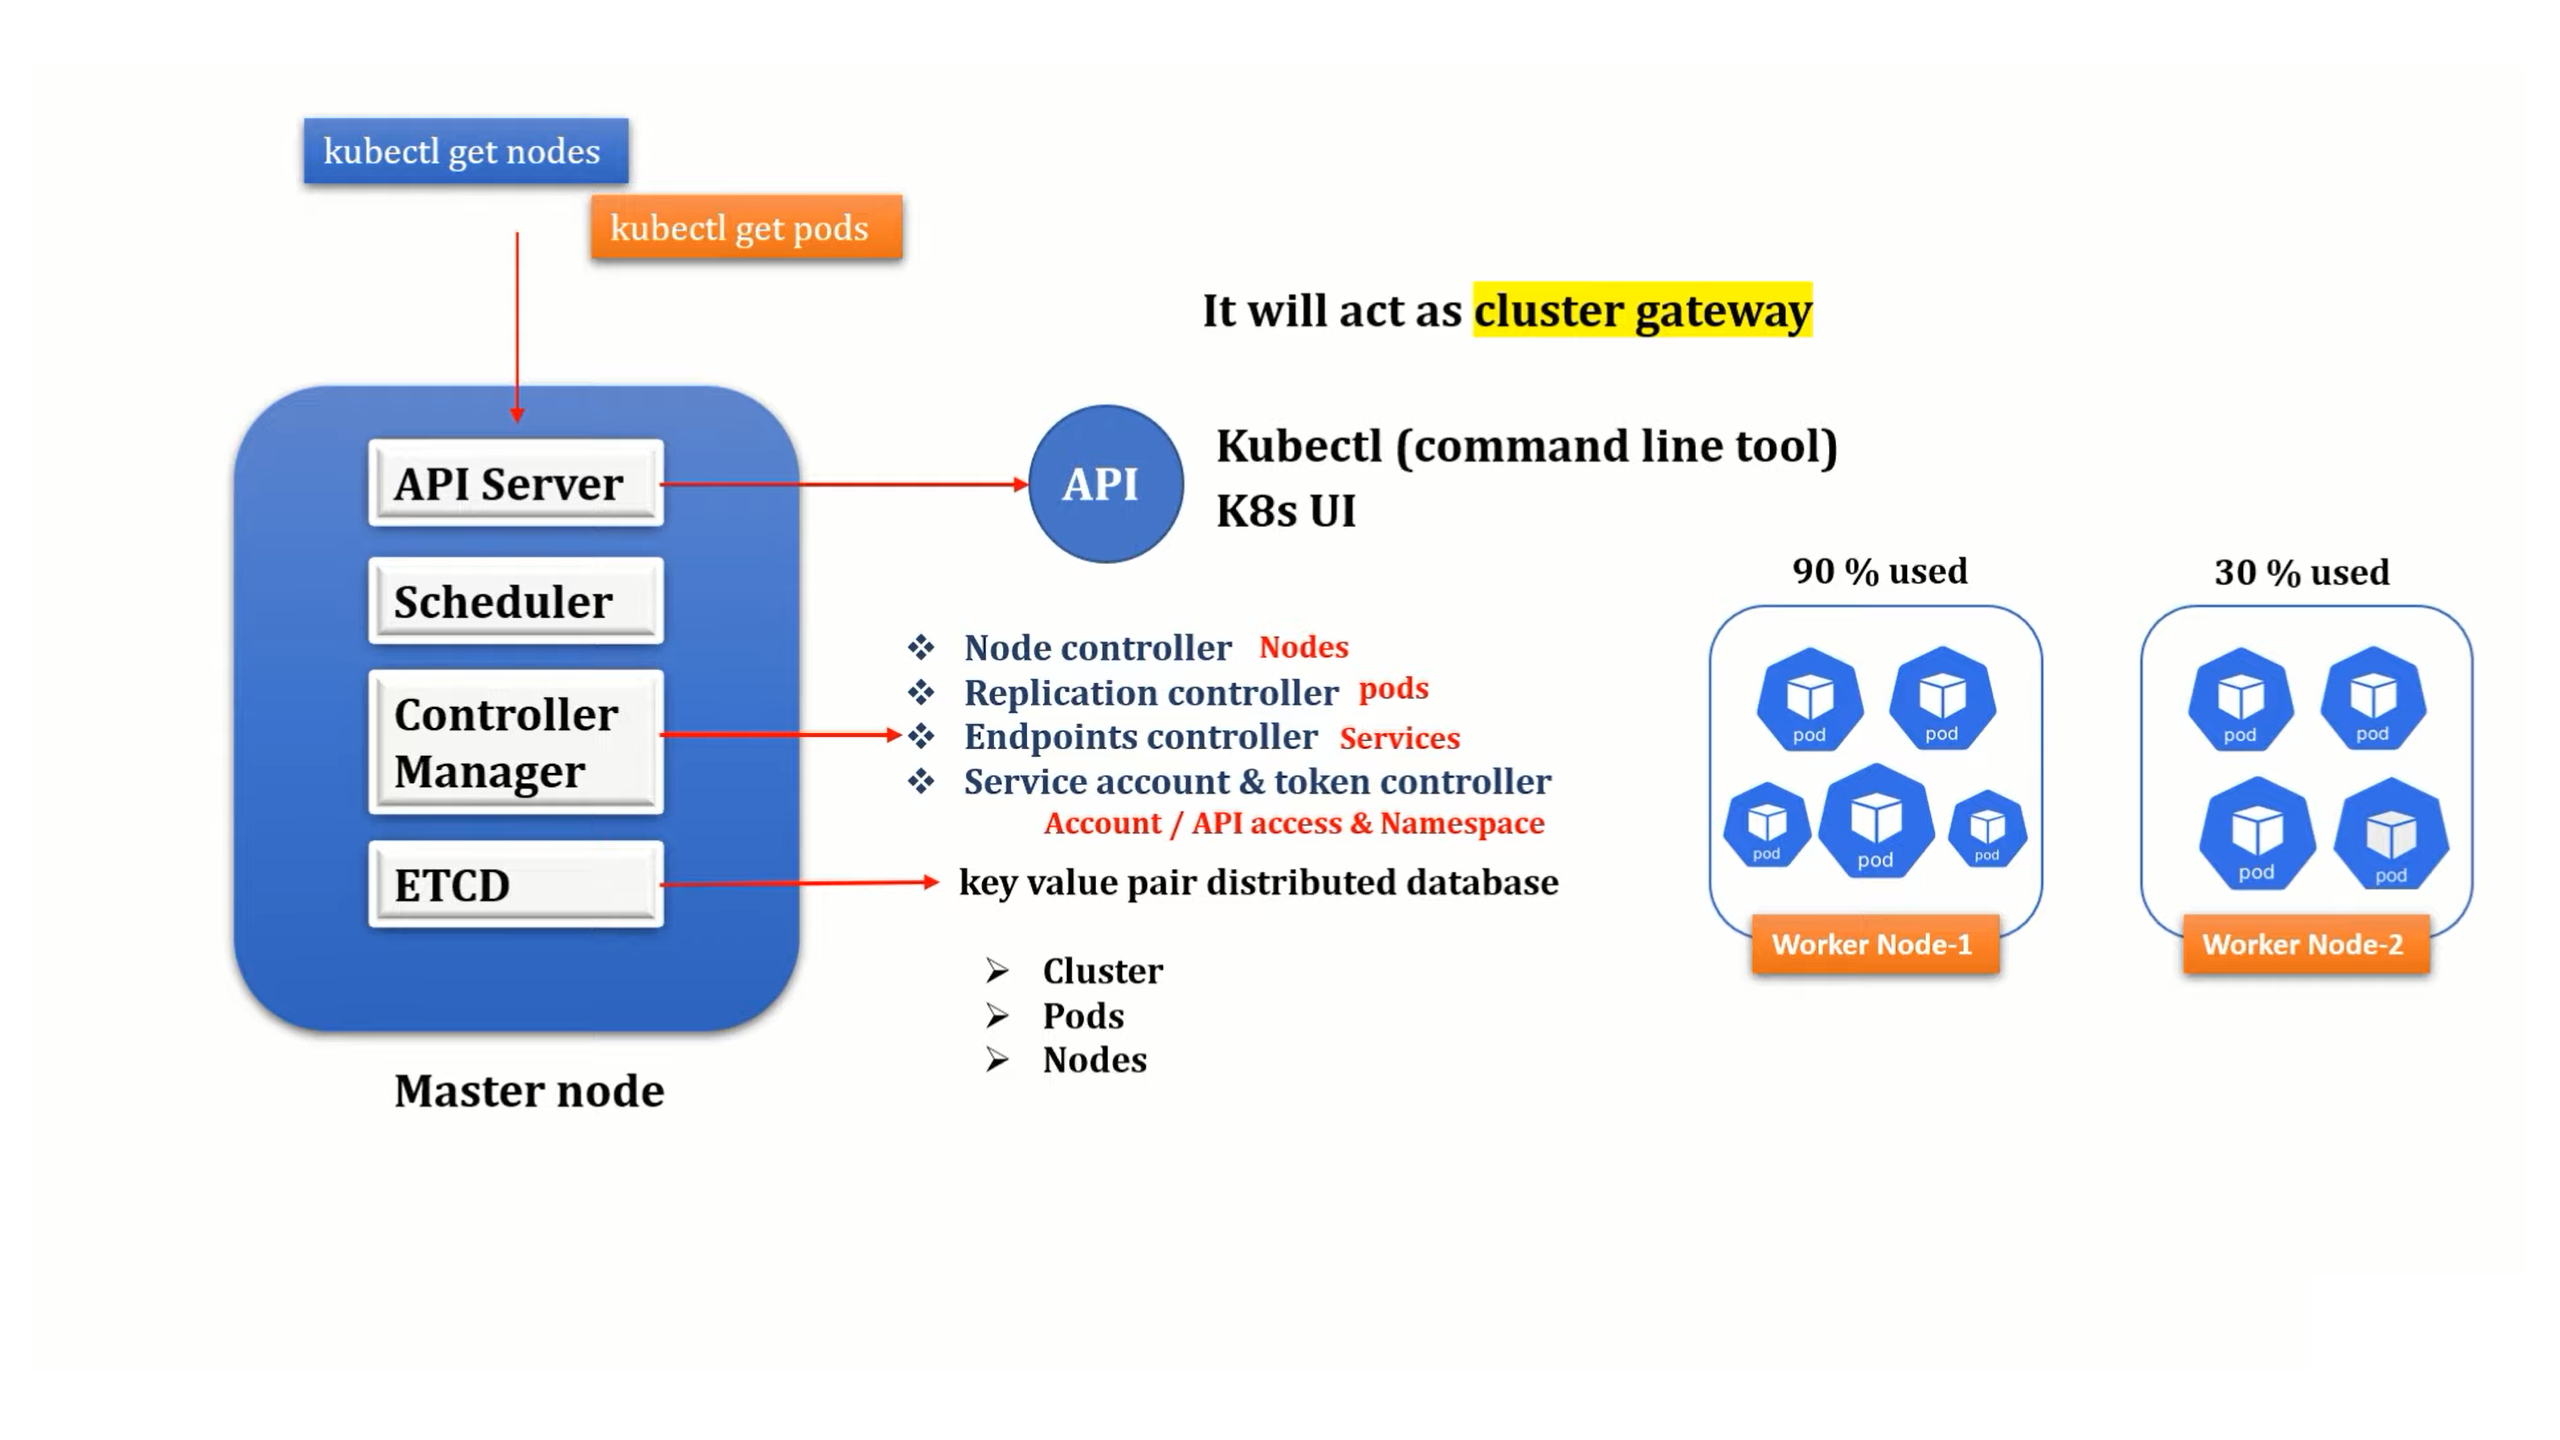 kubectl get nodes
kubectl get pods
It will act as cluster gateway
API Server
API
Kubectl (command line tool)
K8s UI
Scheduler
Controller
Manager
ETCD
Master node
Node controller Nodes
Replication controller pods
Endpoints controller Services
Service account & token controller
Account / API access & Namespace
key value pair distributed database
Cluster
Pods
Nodes
90 % used
pod
pod
pod
pod
pod
Worker Node-1
30 % used
pod
pod
pod
pod
Worker Node-2